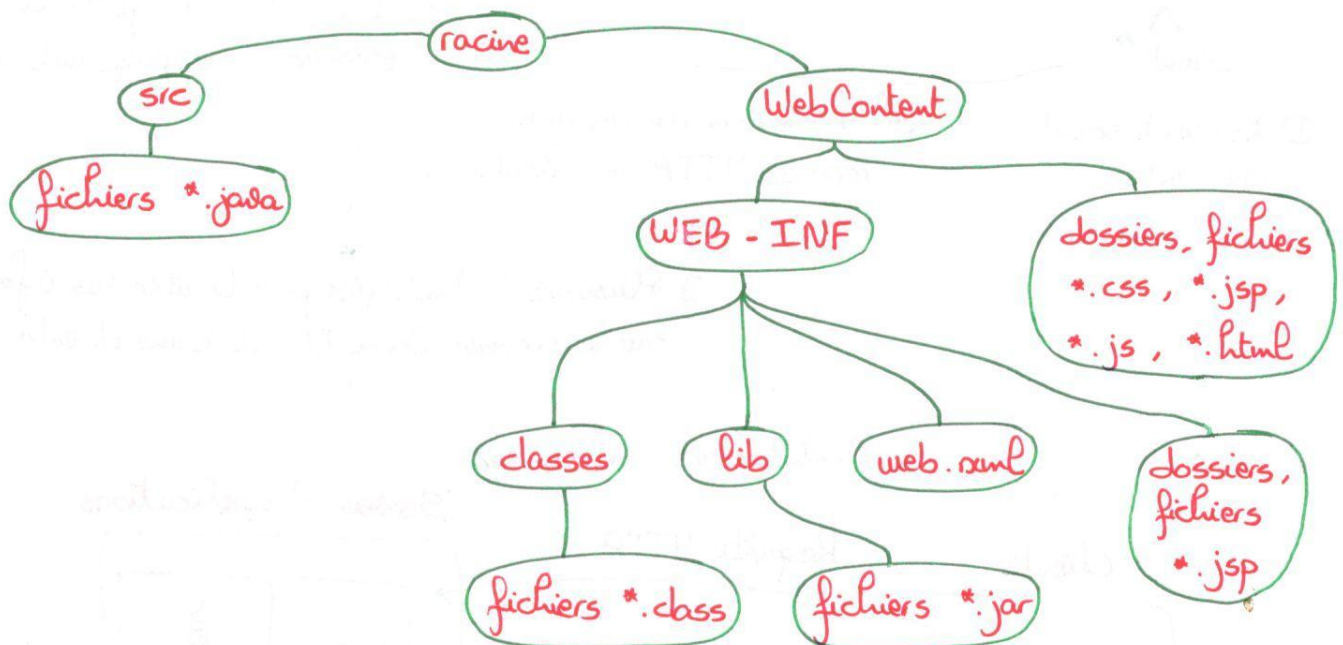 racine
src
WebContent
fichiers *.java
WEB - INF
dossiers, fichiers
*.css, *.jsp,
*.js, *.html
classes
lib
web.xml
dossiers,
fichiers
*.jsp
fichiers *.class
fichiers *.jar